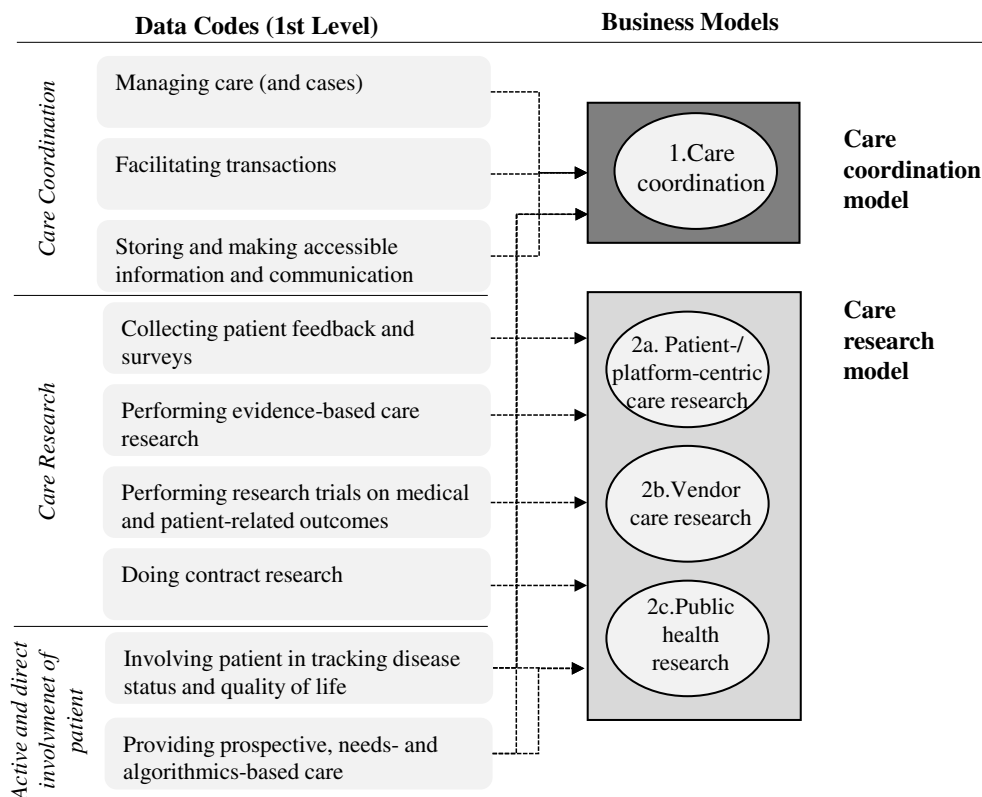 Data Codes (1st Level)
Business Models
Care Coordination
Managing care (and cases)
Facilitating transactions
Storing and making accessible
information and communication
1.Care
coordination
Care
coordination
model
Care Research
Collecting patient feedback and
surveys
Performing evidence-based care
research
Performing research trials on medical
and patient-related outcomes
Doing contract research
2a. Patient-/
platform-centric
care research
2b.Vendor
care research
2c.Public
health
research
Care
research
model
Active and direct
involvmenet of
patient
Involving patient in tracking disease
status and quality of life
Providing prospective, needs- and
algorithmics-based care